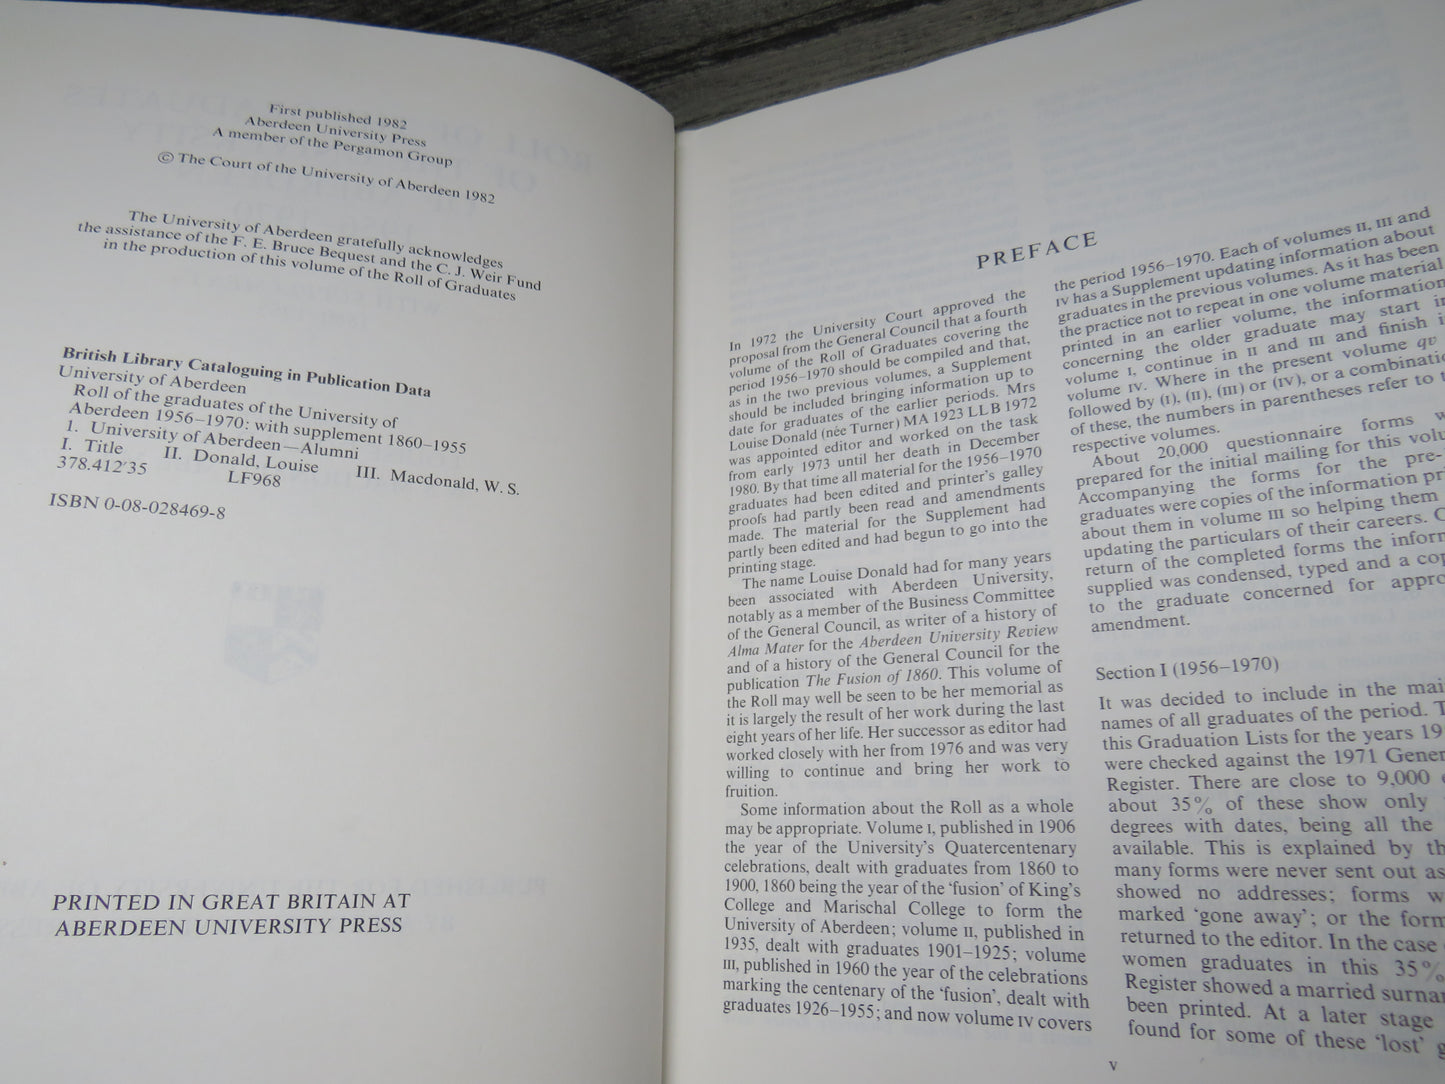 First published 1982
Aberdeen University Press
A member of the Pergamon Group
© The Court of the University of Aberdeen 1982
The University of Aberdeen gratefully acknowledges
the assistance of the F. E. Bruce Bequest and the C. J. Weir Fund
in the production of this volume of the Roll of Graduates
British Library Cataloguing in Publication Data
University of Aberdeen
Roll of the graduates of the University of
Aberdeen 1956–1970: with supplement 1860–1955
1. University of Aberdeen—Alumni
I. Title II. Donald, Louise III. Macdonald, W. S.
378.412'35 LF968
ISBN 0-08-028469-8
PRINTED IN GREAT BRITAIN AT
ABERDEEN UNIVERSITY PRESS
PREFACE
In 1972 the University Court approved the
proposal from the General Council that a fourth
volume of the Roll of Graduates covering the
period 1956–1970 should be compiled and that,
as in the two previous volumes, a Supplement
should be included bringing information up to
date for graduates of the earlier periods. Mrs
Louise Donald (née Turner) MA 1923 LLB 1972
was appointed editor and worked on the task
from early 1973 until her death in December
1980. By that time all material for the 1956–1970
graduates had been edited and printer's galley
proofs had partly been read and amendments
made. The material for the Supplement had
partly been edited and had begun to go into the
printing stage.
The name Louise Donald had for many years
been associated with Aberdeen University,
notably as a member of the Business Committee
of the General Council, as writer of a history of
Alma Mater for the Aberdeen University Review
and of a history of the General Council for the
publication The Fusion of 1860. This volume of
the Roll may well be seen to be her memorial as
it is largely the result of her work during the last
eight years of her life. Her successor as editor had
worked closely with her from 1976 and was very
willing to continue and bring her work to
fruition.
Some information about the Roll as a whole
may be appropriate. Volume I, published in 1906
the year of the University's Quatercentenary
celebrations, dealt with graduates from 1860 to
1900, 1860 being the year of the 'fusion' of King's
College and Marischal College to form the
University of Aberdeen; volume II, published in
1935, dealt with graduates 1901–1925; volume
III, published in 1960 the year of the celebrations
marking the centenary of the 'fusion', dealt with
graduates 1926–1955; and now volume IV covers
the period 1956–1970. Each of volumes II, III and
IV has a Supplement updating information about
graduates in the previous volumes. As it has been
the practice not to repeat in one volume material
printed in an earlier volume, the information
concerning the older graduate may start in
volume I, continue in II and III and finish i
volume IV. Where in the present volume qv
followed by (I), (II), (III) or (IV), or a combinati
of these, the numbers in parentheses refer to t
respective volumes.
About 20,000 questionnaire forms w
prepared for the initial mailing for this volu
Accompanying the forms for the pre-
graduates were copies of the information pr
about them in volume III so helping them
updating the particulars of their careers. O
return of the completed forms the inform
supplied was condensed, typed and a cop
to the graduate concerned for appro
amendment.
Section I (1956–1970)
It was decided to include in the mai
names of all graduates of the period. T
this Graduation Lists for the years 19
were checked against the 1971 Gener
Register. There are close to 9,000
about 35% of these show only
degrees with dates, being all the
available. This is explained by th
many forms were never sent out as
showed no addresses; forms w
marked 'gone away'; or the form
returned to the editor. In the case
women graduates in this 35%
Register showed a married surna
been printed. At a later stage
found for some of these 'lost' g
v